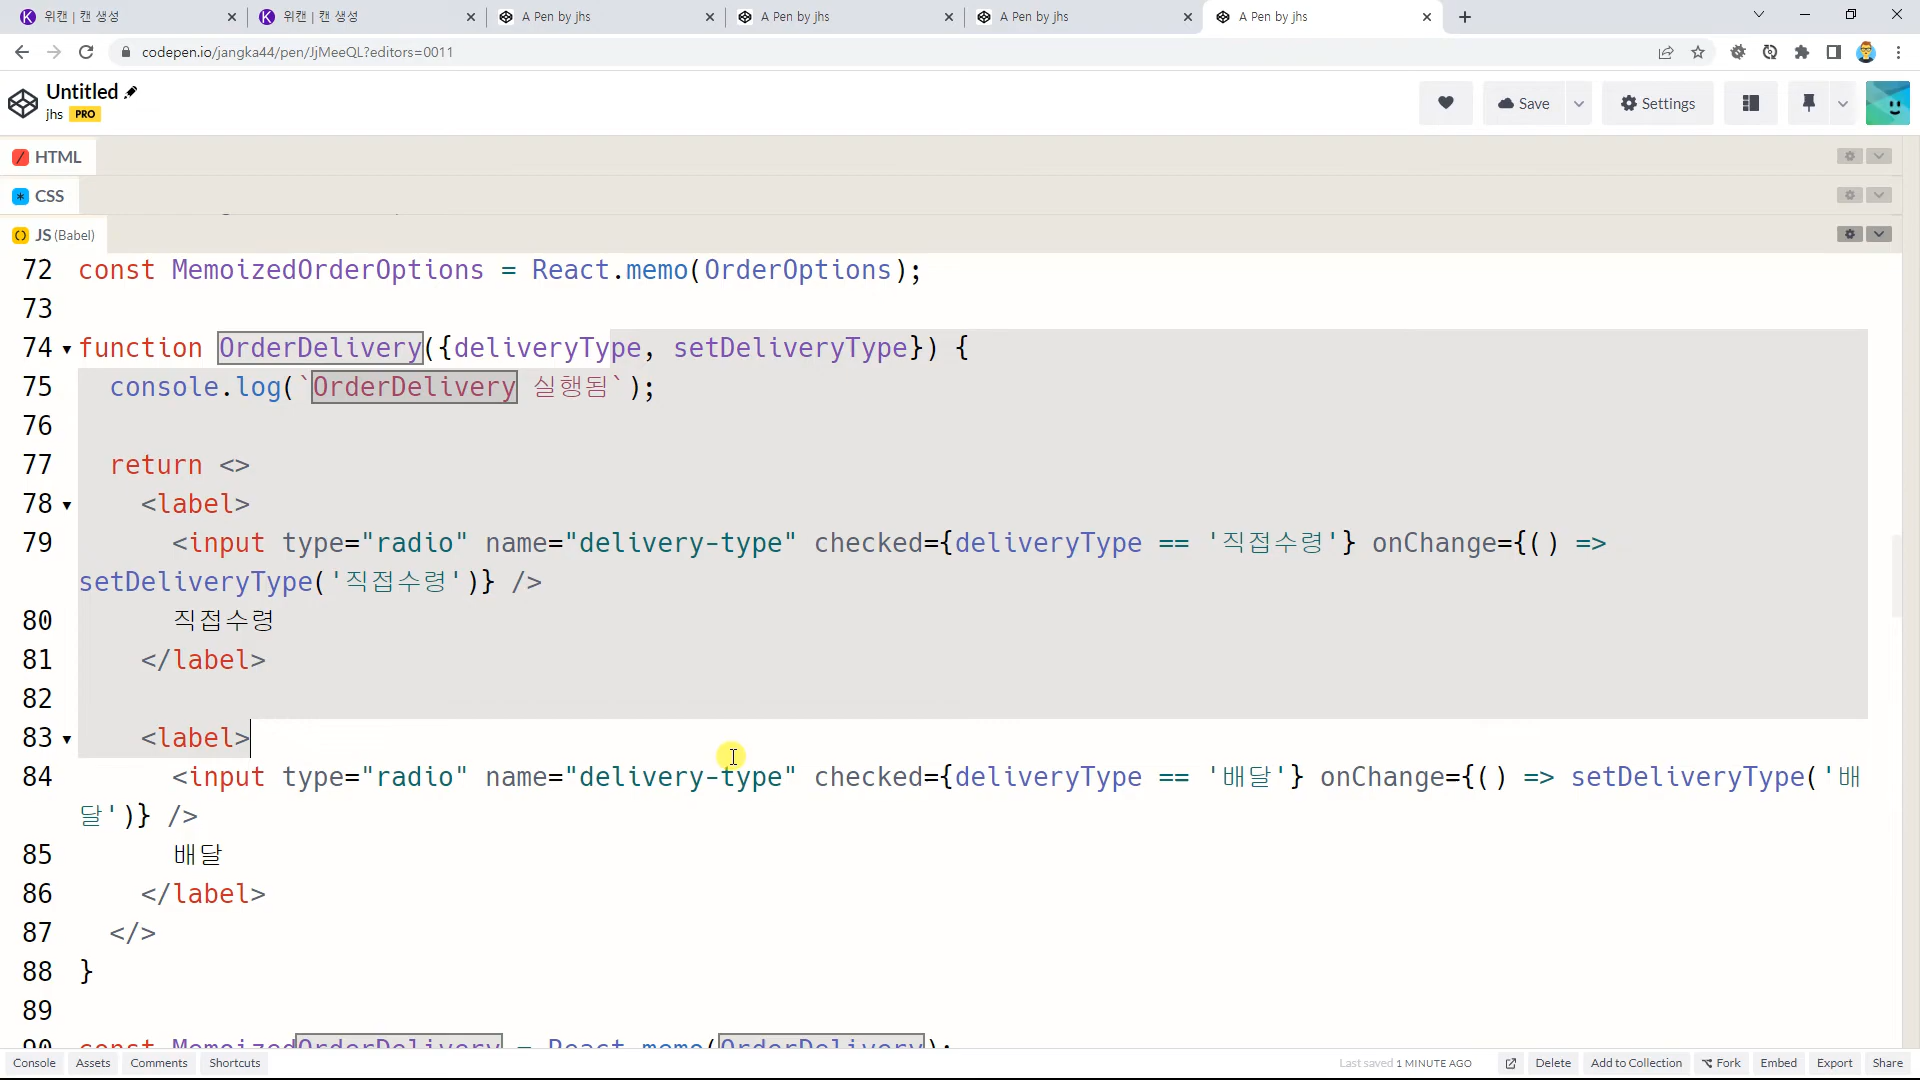 위캔 | 캔 생성
위캔 | 캔 생성
A Pen by jhs
A Pen by jhs
A Pen by jhs
A Pen by jhs
codepen.io/jangka44/pen/JjMeeQL?editors=0011
Untitled
jhs PRO
Save
Settings
HTML
CSS
JS (Babel)
72 const MemoizedOrderOptions = React.memo(OrderOptions);
73
74 function OrderDelivery({deliveryType, setDeliveryType}) {
75 console.log(`OrderDelivery 실행됨`);
76
77 return <>
78 <label>
79 <input type="radio" name="delivery-type" checked={deliveryType == '직접수령'} onChange={() =>
setDeliveryType('직접수령')} />
80 직접수령
81 </label>
82
83 <label>
84 <input type="radio" name="delivery-type" checked={deliveryType == '배달'} onChange={() => setDeliveryType('배
달')} />
85 배달
86 </label>
87 </>
88 }
89
90 const MemoizedOrderDelivery = React.memo(OrderDelivery);
Console Assets Comments Shortcuts
Last saved 1 MINUTE AGO
Delete Add to Collection Fork Embed Export Share